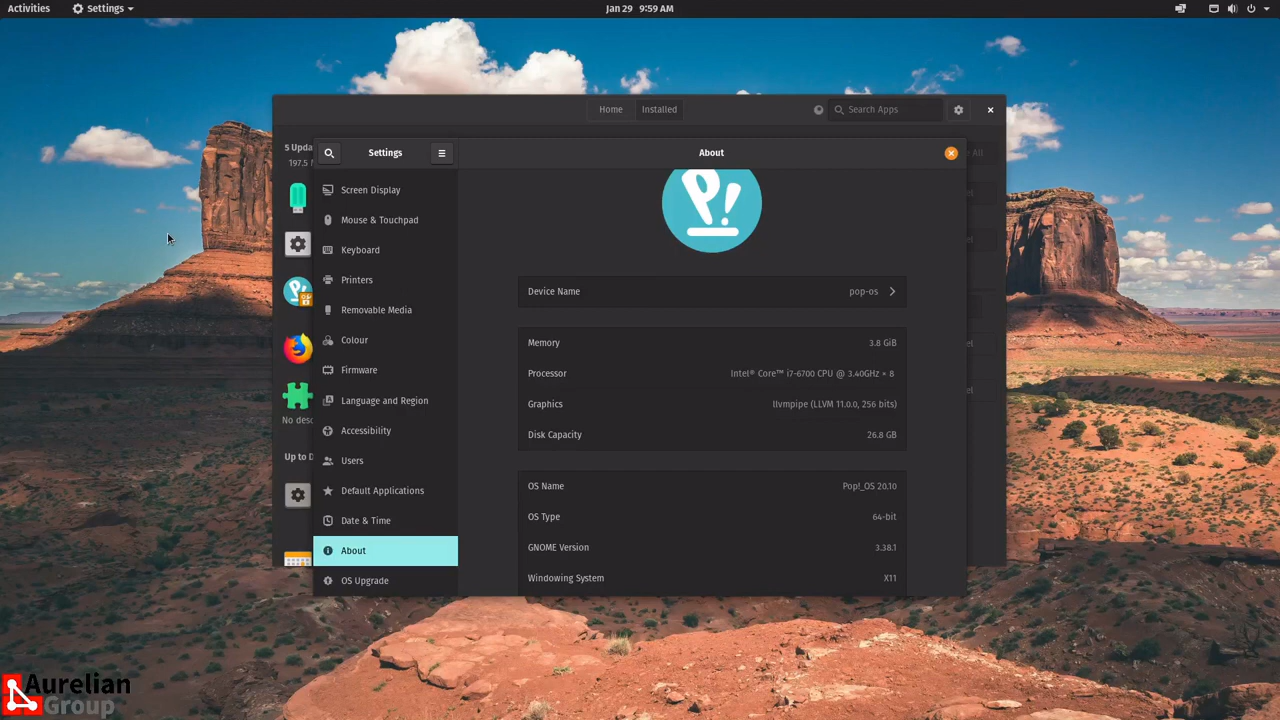 Activities
Settings
Jan 29 9:59 AM
Home
Installed
Search Apps
5 Upda
197.5
Settings
About
All
Screen Display
Mouse & Touchpad
Keyboard
Printers
Removable Media
Colour
Firmware
Language and Region
Accessibility
Users
Default Applications
Date & Time
About
OS Upgrade
No desc
Up to D
P!
Device Name
pop-os
Memory
3.8 GiB
Processor
Intel® Core™ i7-6700 CPU @ 3.40GHz × 8
Graphics
llvmpipe (LLVM 11.0.0, 256 bits)
Disk Capacity
26.8 GB
OS Name
Pop!_OS 20.10
OS Type
64-bit
GNOME Version
3.38.1
Windowing System
X11
Aurelian
Group